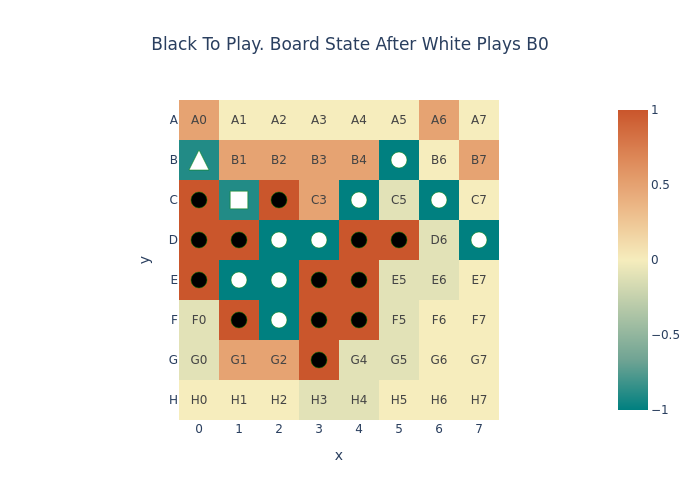 Black To Play. Board State After White Plays B0
A A0 A1 A2 A3 A4 A5 A6 A7
B B1 B2 B3 B4 B6 B7
C C3 C5 C7
D D6
E E5 E6 E7
F F0 F5 F6 F7
G G0 G1 G2 G4 G5 G6 G7
H H0 H1 H2 H3 H4 H5 H6 H7
0 1 2 3 4 5 6 7
x
y
1
0.5
0
−0.5
−1